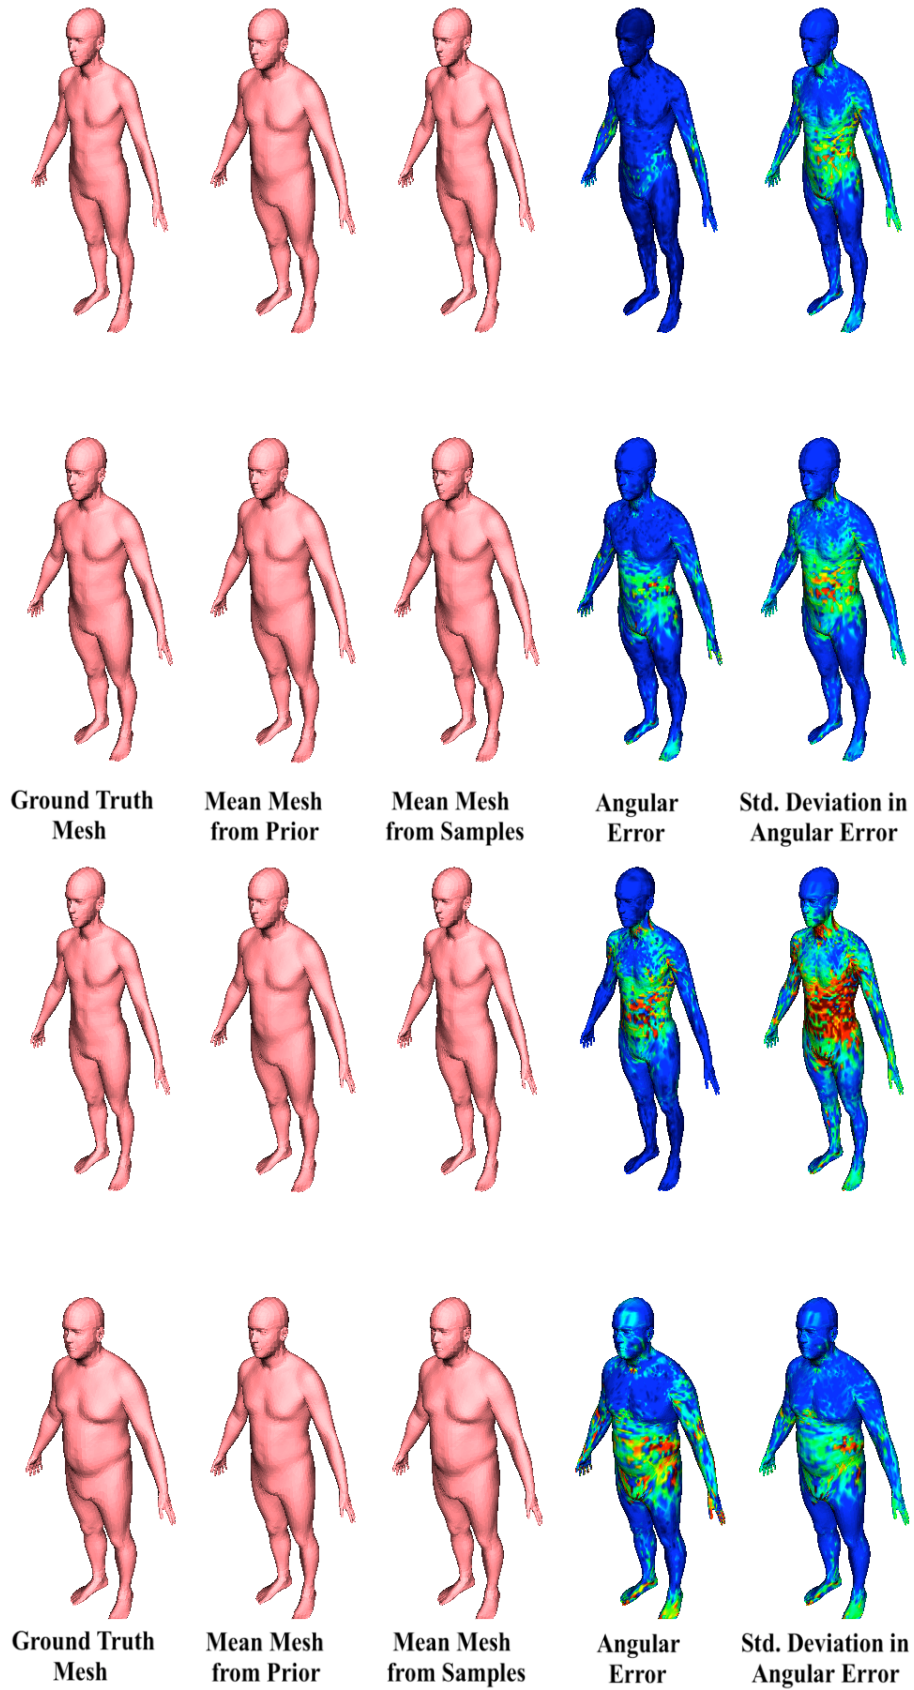 Ground Truth Mesh
Mean Mesh from Prior
Mean Mesh from Samples
Angular Error
Std. Deviation in Angular Error
Ground Truth Mesh
Mean Mesh from Prior
Mean Mesh from Samples
Angular Error
Std. Deviation in Angular Error